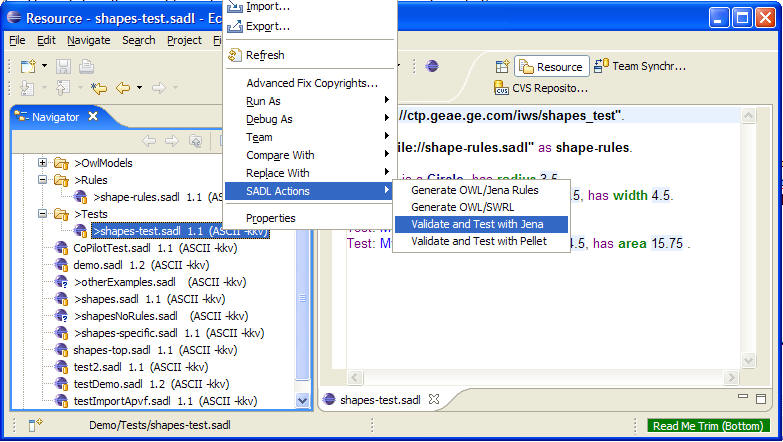 Resource - shapes-test.sadl - Ec
File Edit Navigate Search Project
Resource
Team Synchr...
CVS Reposito...
Navigator
>OwlModels
>Rules
>shape-rules.sadl 1.1 (ASCII -kkv)
>Tests
>shapes-test.sadl 1.1 (ASCII -kkv)
CoPilotTest.sadl 1.1 (ASCII -kkv)
demo.sadl 1.2 (ASCII -kkv)
>otherExamples.sadl (ASCII -kkv)
>shapes.sadl 1.1 (ASCII -kkv)
>shapesNoRules.sadl (ASCII -kkv)
>shapes-specific.sadl 1.1 (ASCII -kkv)
shapes-top.sadl 1.1 (ASCII -kkv)
test2.sadl 1.1 (ASCII -kkv)
testDemo.sadl 1.2 (ASCII -kkv)
testImportApvf.sadl 1.1 (ASCII -kkv)
Import...
Export...
Refresh
Advanced Fix Copyrights...
Run As
Debug As
Team
Compare With
Replace With
SADL Actions
Properties
Generate OWL/Jena Rules
Generate OWL/SWRL
Validate and Test with Jena
Validate and Test with Pellet
//ctp.geae.ge.com/iws/shapes_test".
ile://shape-rules.sadl" as shape-rules.
is a Circle, has radius 3.5
.5, has width 4.5.
Test: M
Test: M 4.5, has area 15.75 .
shapes-test.sadl
Demo/Tests/shapes-test.sadl
Read Me Trim (Bottom)